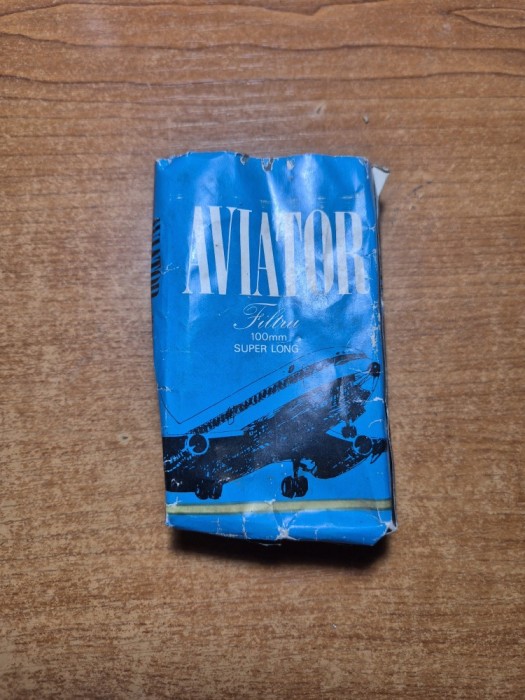 AVIATOR
Filtru
100mm
SUPER LONG